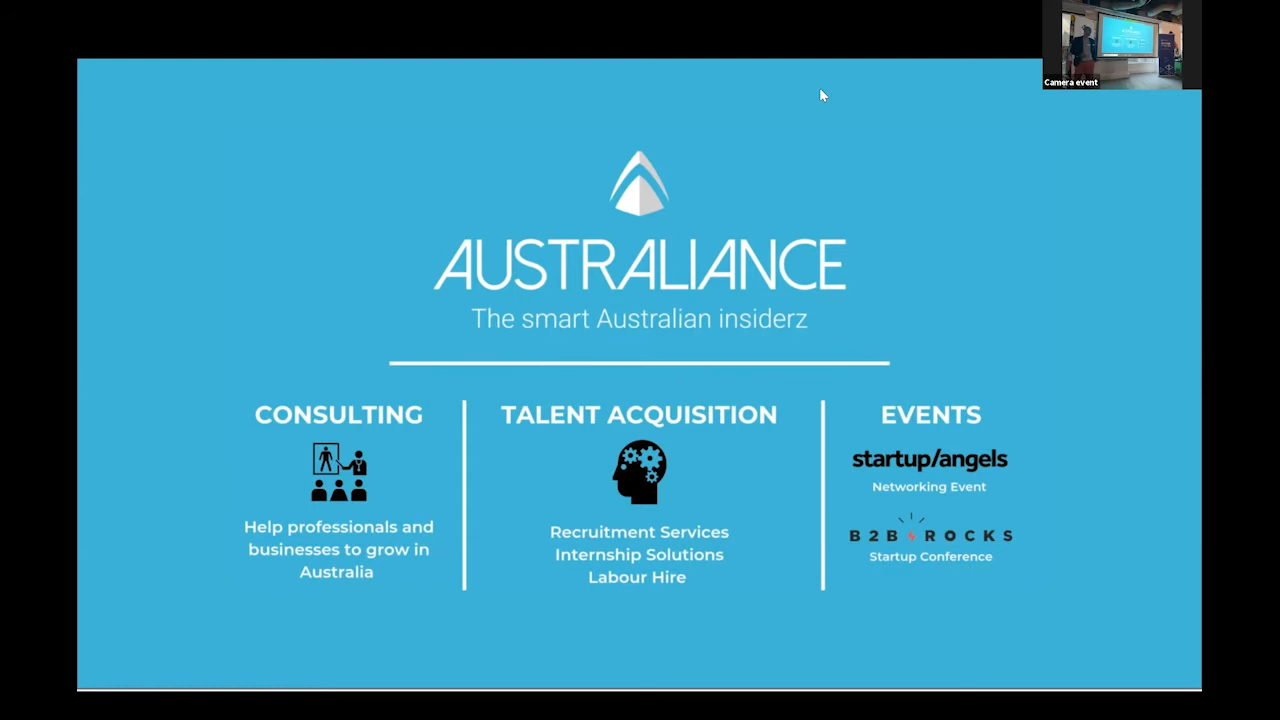 Camera event
AUSTRALIANCE
The smart Australian insiderz
CONSULTING
Help professionals and
businesses to grow in
Australia
TALENT ACQUISITION
Recruitment Services
Internship Solutions
Labour Hire
EVENTS
startup/angels
Networking Event
B2B ROCKS
Startup Conference